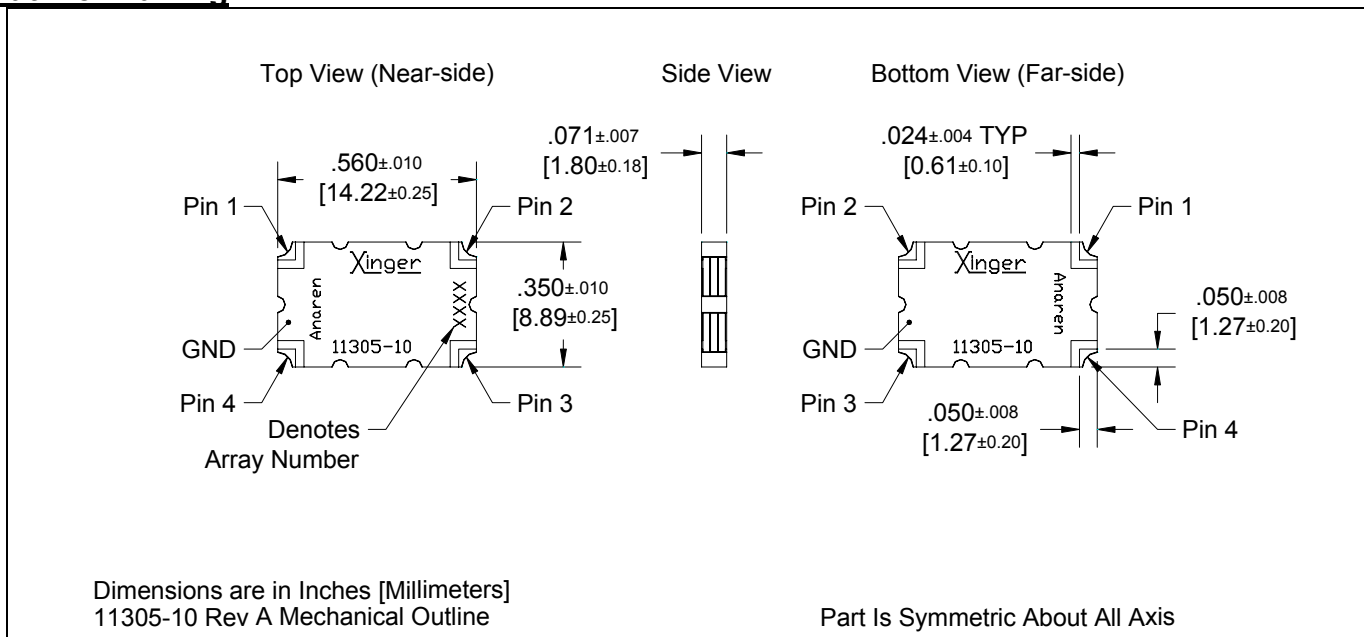 Top View (Near-side)
Side View
Bottom View (Far-side)
.560±.010
[14.22±0.25]
.071±.007
[1.80±0.18]
.024±.004 TYP
[0.61±0.10]
Pin 1
Pin 2
Pin 2
Pin 1
Xinger
Anaren
XXXX
11305-10
.350±.010
[8.89±0.25]
Xinger
Anaren
11305-10
.050±.008
[1.27±0.20]
GND
GND
Pin 4
Pin 3
Pin 3
Pin 4
Denotes
Array Number
.050±.008
[1.27±0.20]
Dimensions are in Inches [Millimeters]
11305-10 Rev A Mechanical Outline
Part Is Symmetric About All Axis